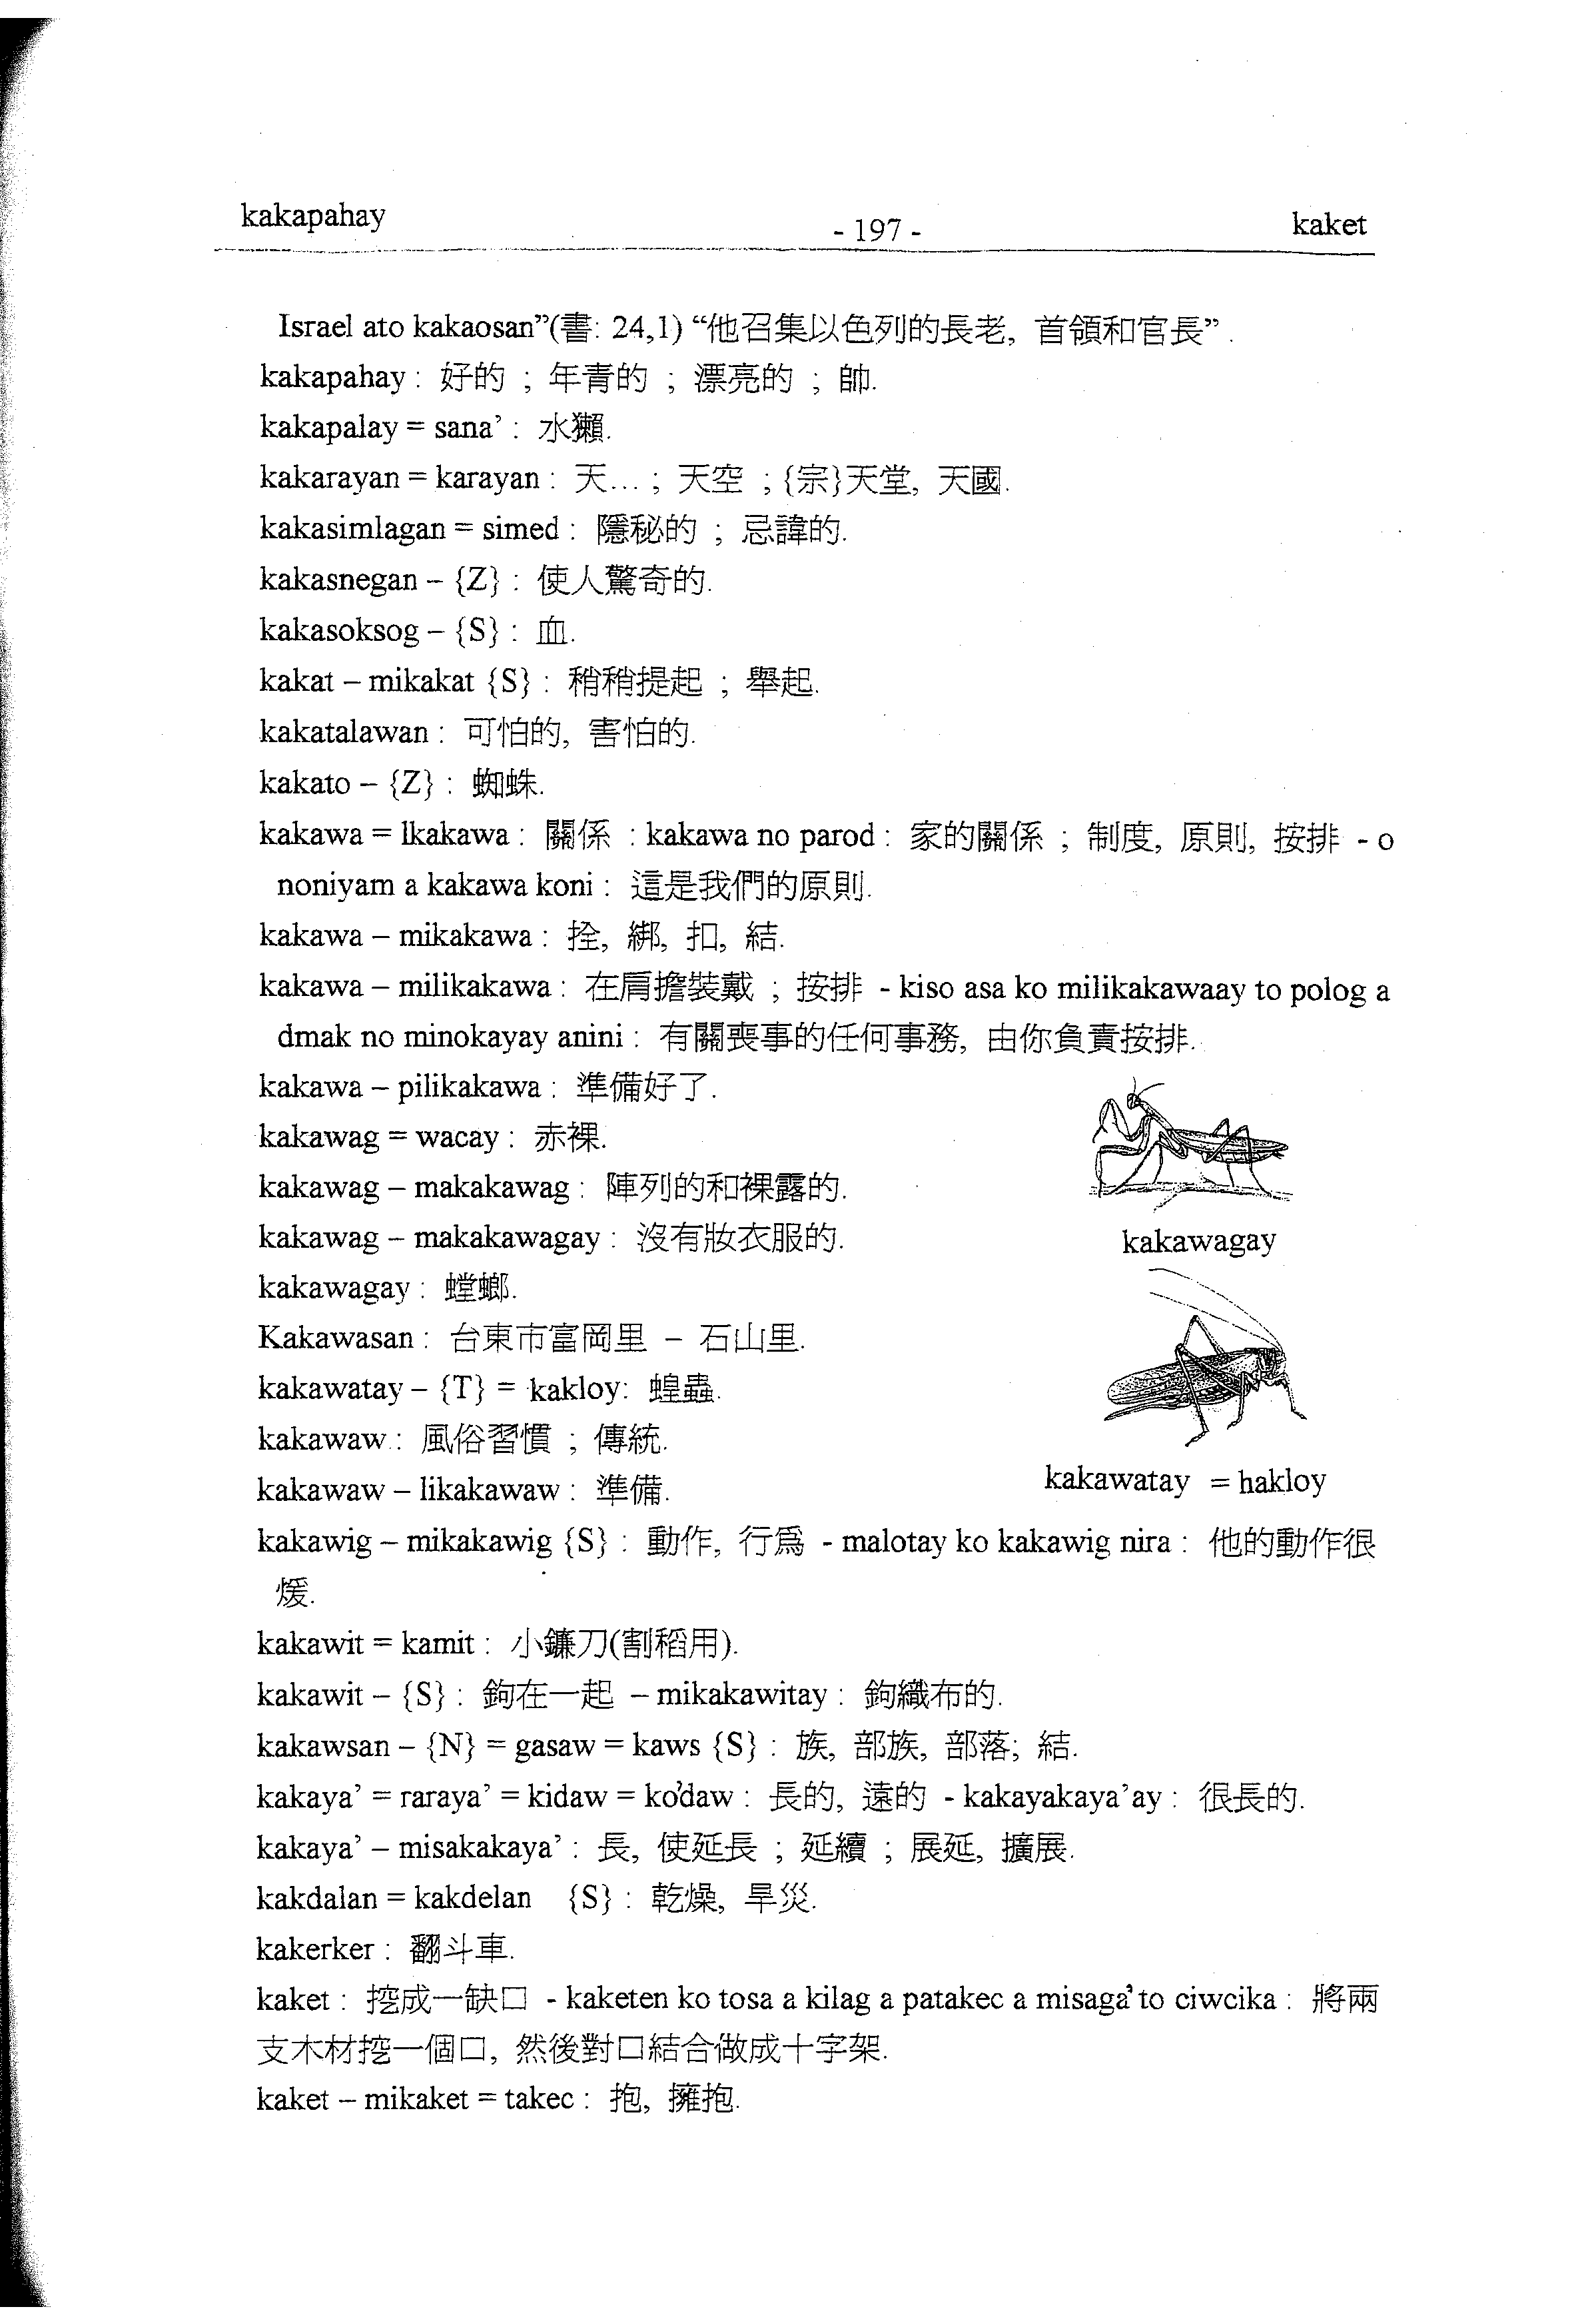 kakapahay - 197 - kaket
Israel ato kakaosan”(書: 24,1) “他召集以色列的長老, 首領和官長” .
kakapahay : 好的 ; 年青的 ; 漂亮的 ; 帥.
kakapalay = sana’ : 水獺.
kakarayan = karayan : 天… ; 天空 ; {宗}天堂, 天國.
kakasimlagan = simed : 隱秘的 ; 忌諱的.
kakasnegan – {Z} : 使人驚奇的.
kakasoksog – {S} : 血.
kakat – mikakat {S} : 稍稍提起 ; 舉起.
kakatalawan : 可怕的, 害怕的.
kakato – {Z} : 蜘蛛.
kakawa = lkakawa : 關係 : kakawa no parod : 家的關係 ; 制度, 原則, 按排 - o
noniyam a kakawa koni : 這是我們的原則.
kakawa – mikakawa : 拴, 綁, 扣, 結.
kakawa – milikakawa : 在肩擔裝戴 ; 按排 - kiso asa ko milikakawaay to polog a
dmak no minokayay anini : 有關喪事的任何事務, 由你負責按排.
kakawa – pilikakawa : 準備好了.
kakawag = wacay : 赤裸.
kakawag – makakawag : 陣列的和裸露的.
kakawag – makakawagay : 沒有妝衣服的.
kakawagay
kakawagay : 螳螂.
Kakawasan : 台東市富岡里 – 石山里.
kakawatay – {T} = kakloy: 蝗蟲.
kakawaw : 風俗習慣 ; 傳統.
kakawaw – likakawaw : 準備.
kakawatay = hakloy
kakawig – mikakawig {S} : 動作, 行爲 - malotay ko kakawig nira : 他的動作很
煖.
kakawit = kamit : 小鐮刀(割稻用).
kakawit – {S} : 鉤在一起 – mikakawitay : 鉤織布的.
kakawsan – {N} = gasaw = kaws {S} : 族, 部族, 部落; 結.
kakaya’ = raraya’ = kidaw = ko’daw : 長的, 遠的 - kakayakaya’ay : 很長的.
kakaya’ – misakakaya’ : 長, 使延長 ; 延續 ; 展延, 擴展.
kakdalan = kakdelan {S} : 乾燥, 旱災.
kakerker : 翻斗車.
kaket : 挖成一缺口 - kaketen ko tosa a kilag a patakec a misaga’ to ciwcika : 將兩
支木材挖一個口, 然後對口結合做成十字架.
kaket – mikaket = takec : 抱, 擁抱.